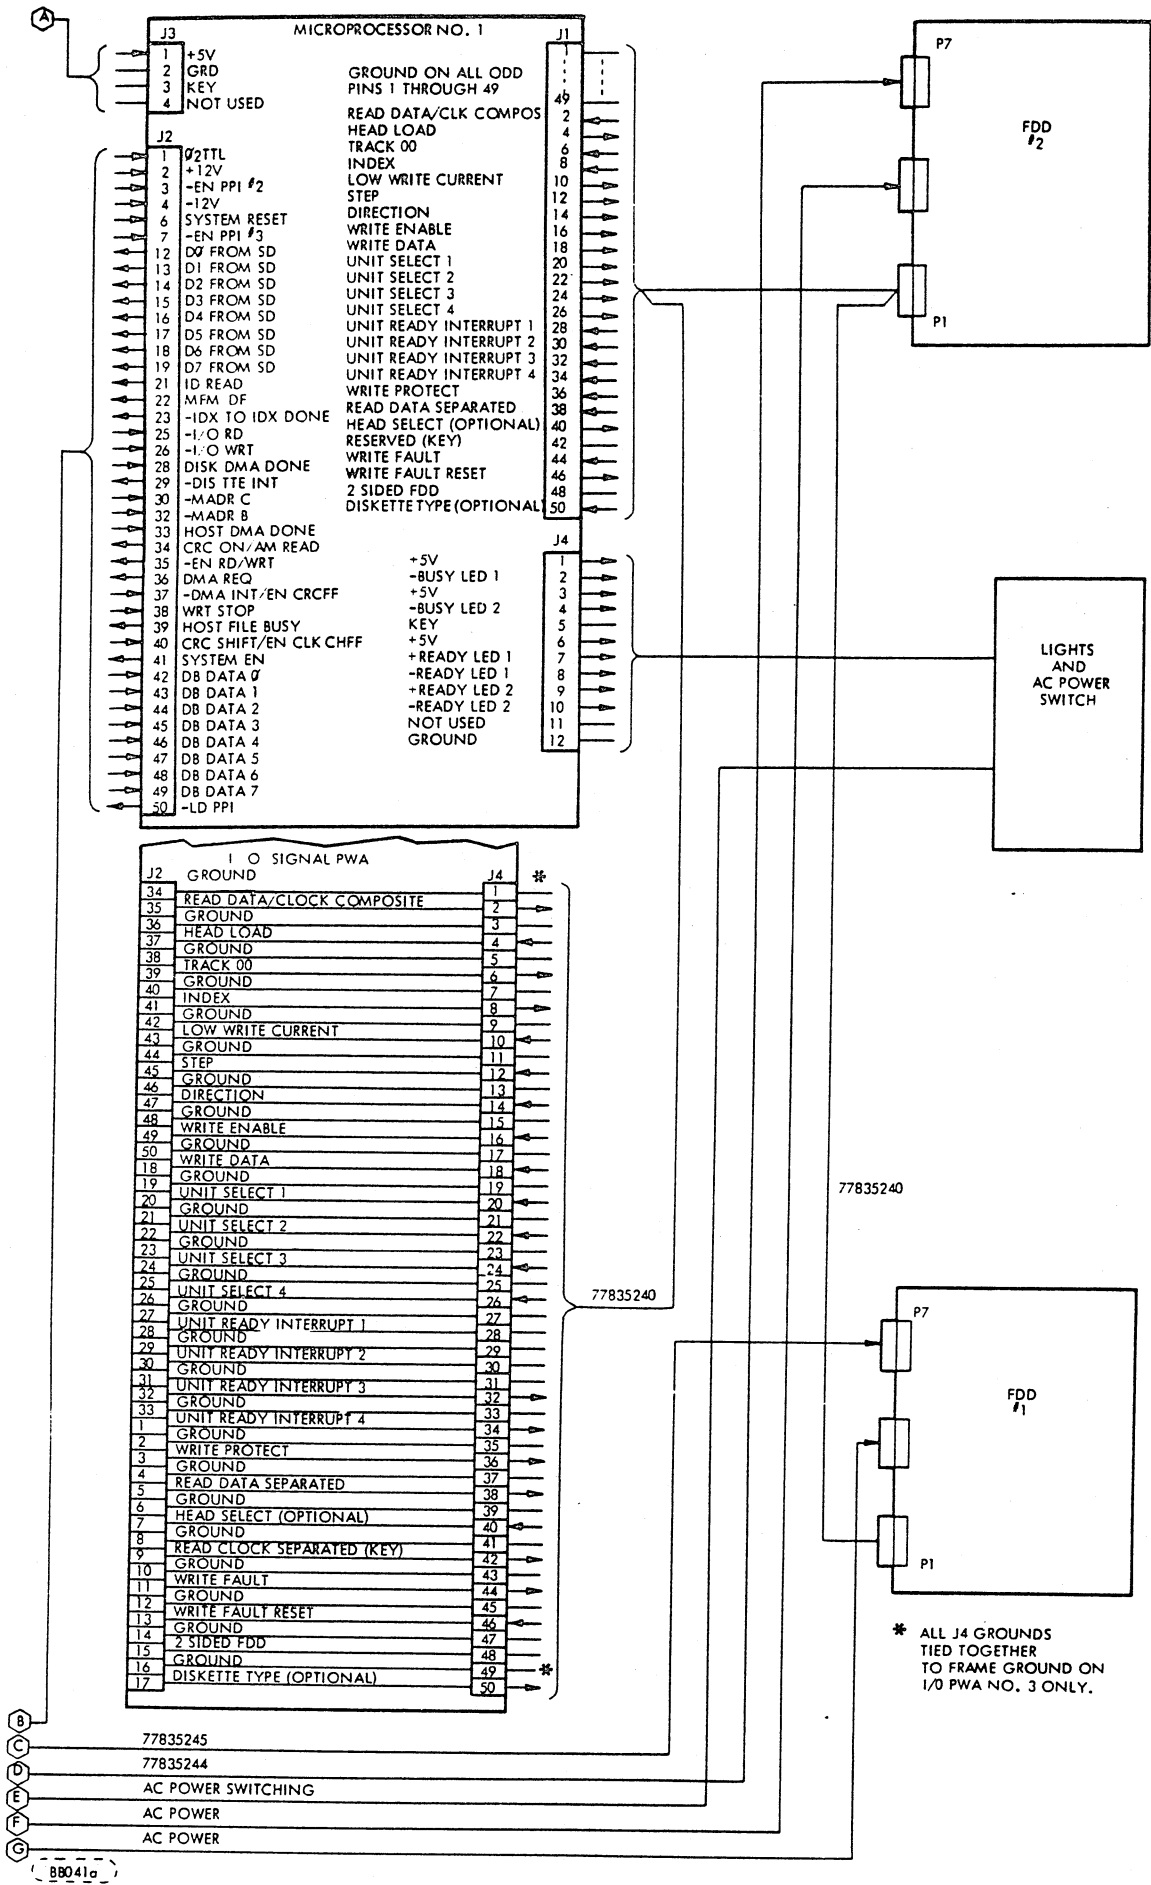 A
MICROPROCESSOR NO. 1
J3
1 +5V
2 GRD
3 KEY
4 NOT USED
J2
1 Ø2TTL
2 +12V
3 -EN PPI #2
4 -12V
6 SYSTEM RESET
7 -EN PPI #3
12 DØ FROM SD
13 D1 FROM SD
14 D2 FROM SD
15 D3 FROM SD
16 D4 FROM SD
17 D5 FROM SD
18 D6 FROM SD
19 D7 FROM SD
21 ID READ
22 MFM DF
23 -IDX TO IDX DONE
25 -I/O RD
26 -I/O WRT
28 DISK DMA DONE
29 -DIS TTE INT
30 -MADR C
32 -MADR B
33 HOST DMA DONE
34 CRC ON/AM READ
35 -EN RD/WRT
36 DMA REQ
37 -DMA INT/EN CRCFF
38 WRT STOP
39 HOST FILE BUSY
40 CRC SHIFT/EN CLK CHFF
41 SYSTEM EN
42 DB DATA Ø
43 DB DATA 1
44 DB DATA 2
45 DB DATA 3
46 DB DATA 4
47 DB DATA 5
48 DB DATA 6
49 DB DATA 7
50 -LD PPI
J1
GROUND ON ALL ODD 1
PINS 1 THROUGH 49
49
READ DATA/CLK COMPOS 2
HEAD LOAD 4
TRACK 00 6
INDEX 8
LOW WRITE CURRENT 10
STEP 12
DIRECTION 14
WRITE ENABLE 16
WRITE DATA 18
UNIT SELECT 1 20
UNIT SELECT 2 22
UNIT SELECT 3 24
UNIT SELECT 4 26
UNIT READY INTERRUPT 1 28
UNIT READY INTERRUPT 2 30
UNIT READY INTERRUPT 3 32
UNIT READY INTERRUPT 4 34
WRITE PROTECT 36
READ DATA SEPARATED 38
HEAD SELECT (OPTIONAL) 40
RESERVED (KEY) 42
WRITE FAULT 44
WRITE FAULT RESET 46
2 SIDED FDD 48
DISKETTE TYPE (OPTIONAL) 50
J4
+5V 1
-BUSY LED 1 2
+5V 3
-BUSY LED 2 4
KEY 5
+5V 6
+READY LED 1 7
-READY LED 1 8
+READY LED 2 9
-READY LED 2 10
NOT USED 11
GROUND 12
P7
FDD
#2
P1
LIGHTS
AND
AC POWER
SWITCH
I O SIGNAL PWA
J2 J4 *
34 GROUND 1
35 READ DATA/CLOCK COMPOSITE 2
36 GROUND 3
37 HEAD LOAD 4
38 GROUND 5
39 TRACK 00 6
40 GROUND 7
41 INDEX 8
42 GROUND 9
43 LOW WRITE CURRENT 10
44 GROUND 11
45 STEP 12
46 GROUND 13
47 DIRECTION 14
48 GROUND 15
49 WRITE ENABLE 16
50 GROUND 17
18 WRITE DATA 18
19 GROUND 19
20 UNIT SELECT 1 20
21 GROUND 21
22 UNIT SELECT 2 22
23 GROUND 23
24 UNIT SELECT 3 24
25 GROUND 25
26 UNIT SELECT 4 26
27 GROUND 27
28 UNIT READY INTERRUPT 1 28
29 GROUND 29
30 UNIT READY INTERRUPT 2 30
31 GROUND 31
32 UNIT READY INTERRUPT 3 32
33 GROUND 33
1 UNIT READY INTERRUPT 4 34
2 GROUND 35
3 WRITE PROTECT 36
4 GROUND 37
5 READ DATA SEPARATED 38
6 GROUND 39
7 HEAD SELECT (OPTIONAL) 40
8 GROUND 41
9 READ CLOCK SEPARATED (KEY) 42
10 GROUND 43
11 WRITE FAULT 44
12 GROUND 45
13 WRITE FAULT RESET 46
14 GROUND 47
15 2 SIDED FDD 48
16 GROUND 49 *
17 DISKETTE TYPE (OPTIONAL) 50
77835240
77835240
P7
FDD
#1
P1
* ALL J4 GROUNDS
TIED TOGETHER
TO FRAME GROUND ON
I/O PWA NO. 3 ONLY.
B
C 77835245
D 77835244
E AC POWER SWITCHING
F AC POWER
G AC POWER
BB041a